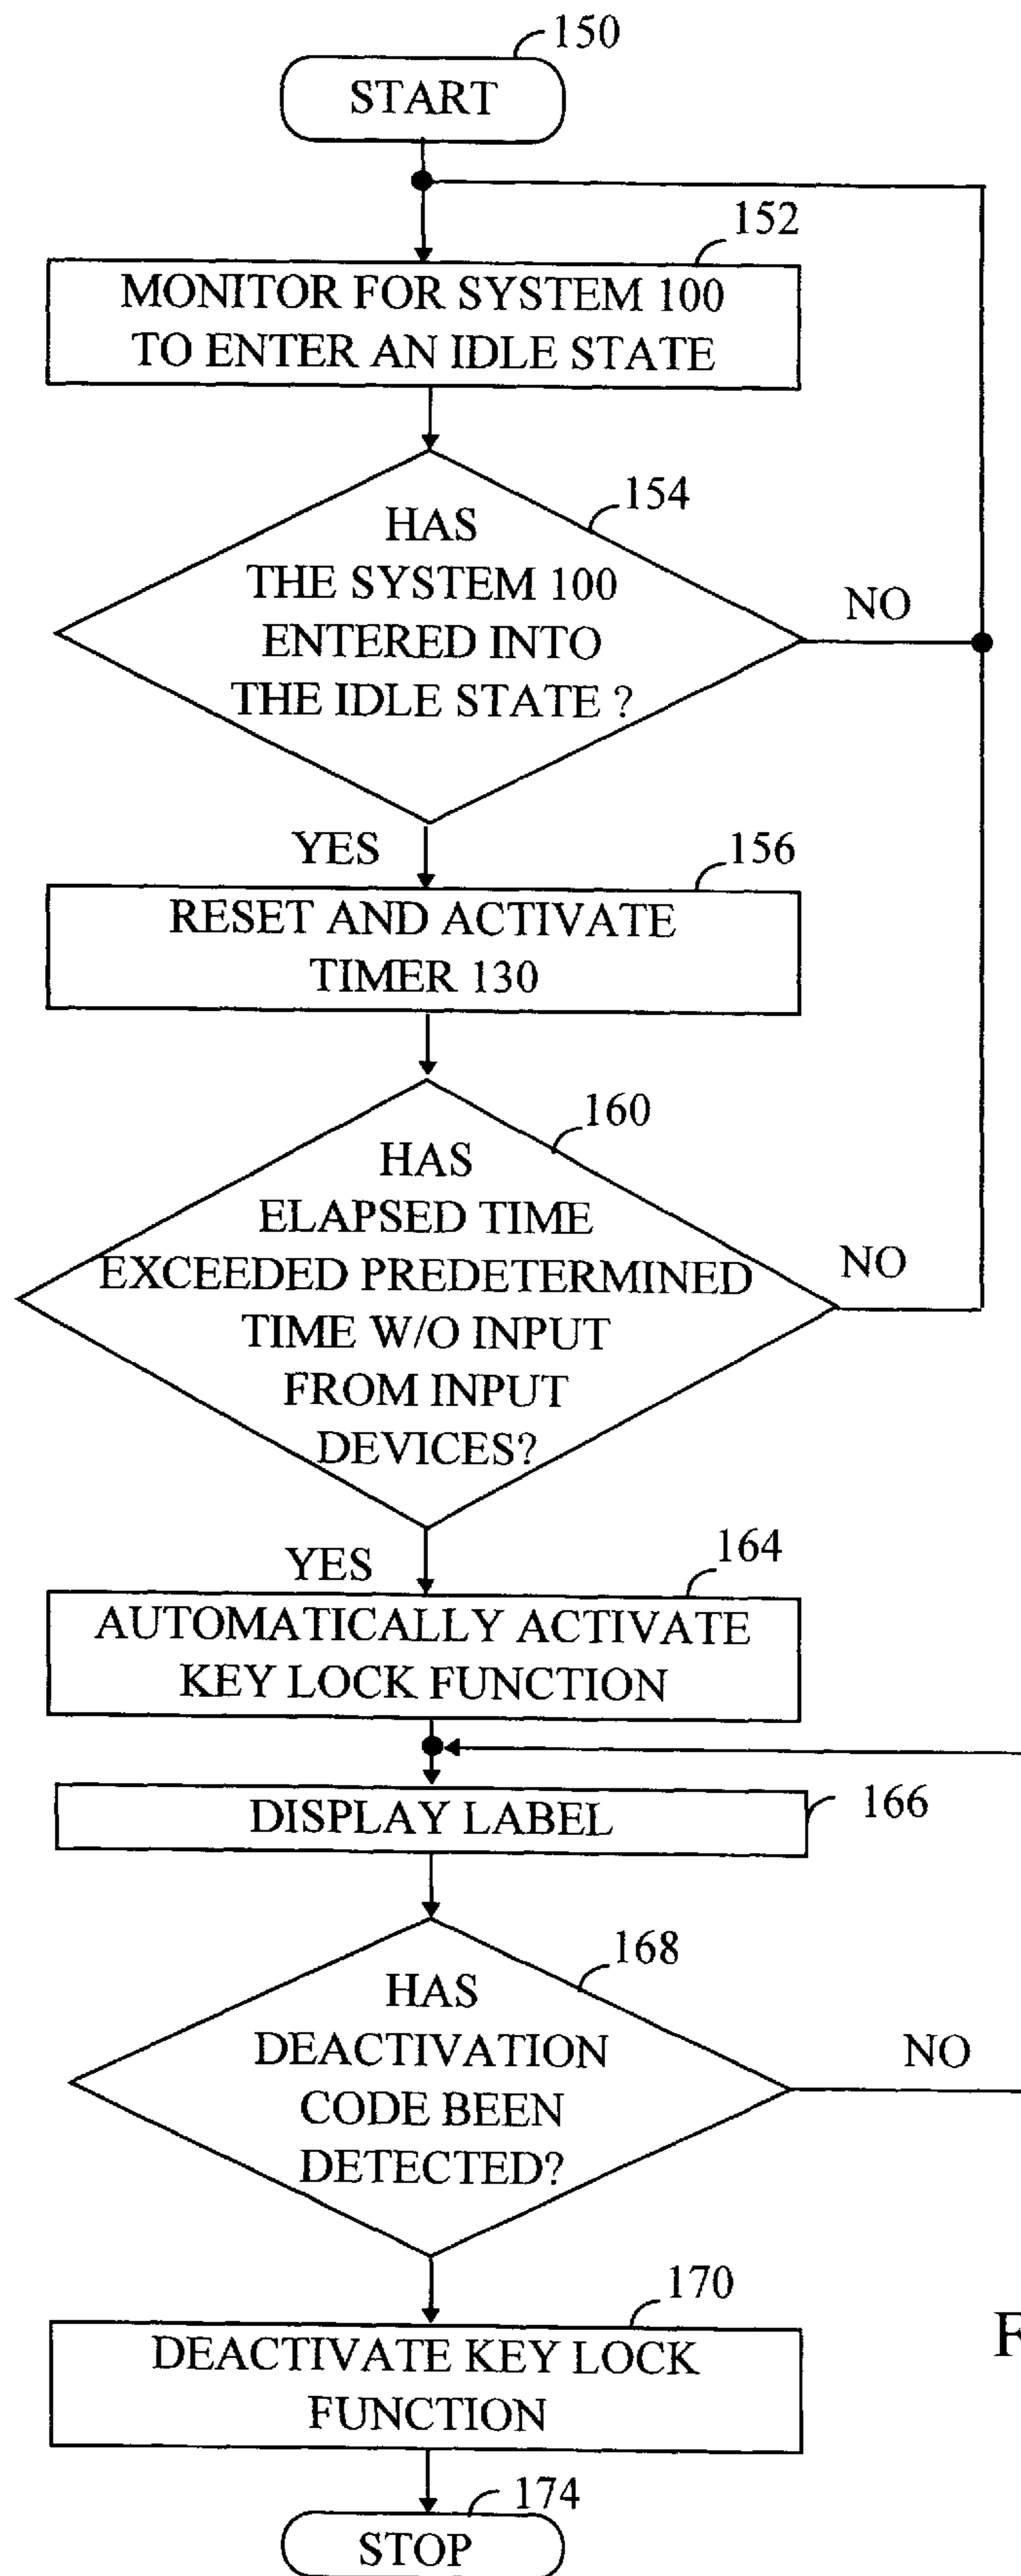 150
START
152
MONITOR FOR SYSTEM 100
TO ENTER AN IDLE STATE
154
HAS
THE SYSTEM 100
ENTERED INTO
THE IDLE STATE ?
NO
YES
156
RESET AND ACTIVATE
TIMER 130
160
HAS
ELAPSED TIME
EXCEEDED PREDETERMINED
TIME W/O INPUT
FROM INPUT
DEVICES?
NO
YES
164
AUTOMATICALLY ACTIVATE
KEY LOCK FUNCTION
DISPLAY LABEL
166
168
HAS
DEACTIVATION
CODE BEEN
DETECTED?
NO
170
DEACTIVATE KEY LOCK
FUNCTION
F
174
STOP